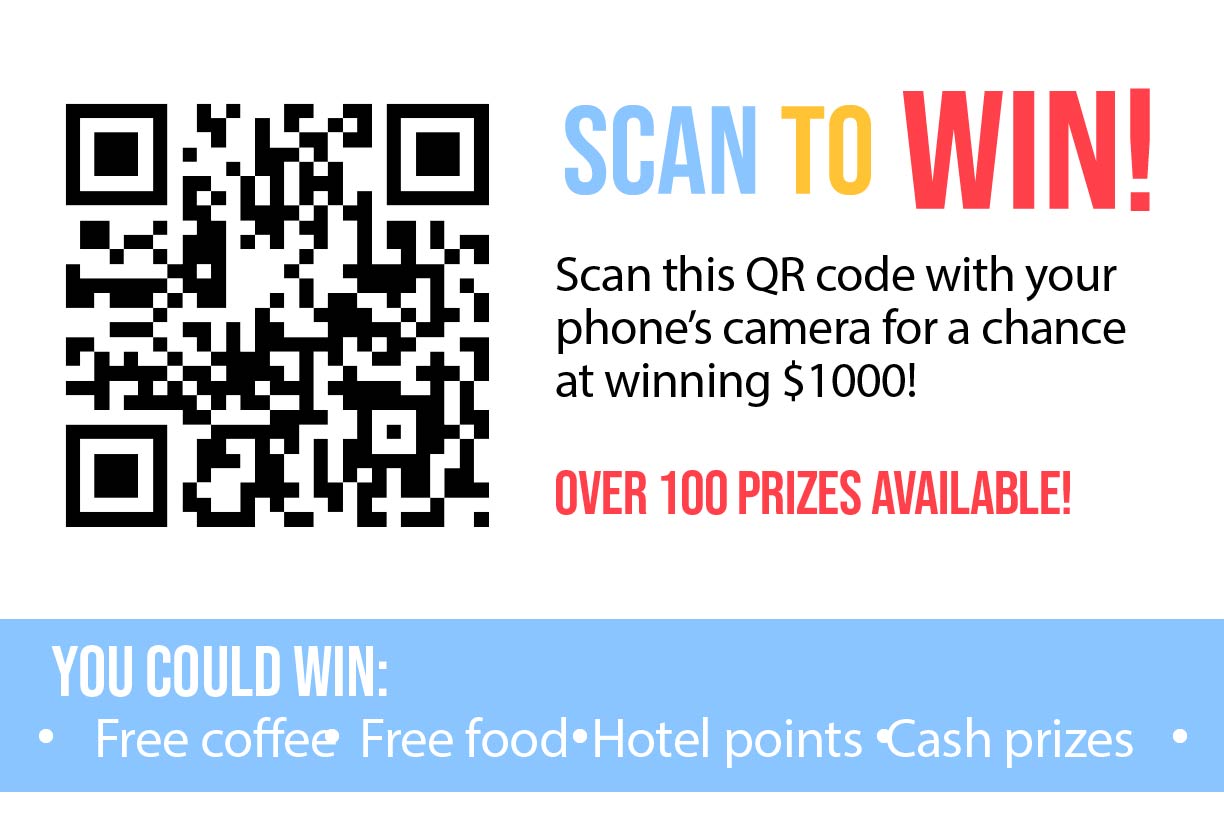 SCAN TO WIN!
Scan this QR code with your
phone’s camera for a chance
at winning $1000!
OVER 100 PRIZES AVAILABLE!
YOU COULD WIN:
• Free coffee • Free food • Hotel points • Cash prizes •